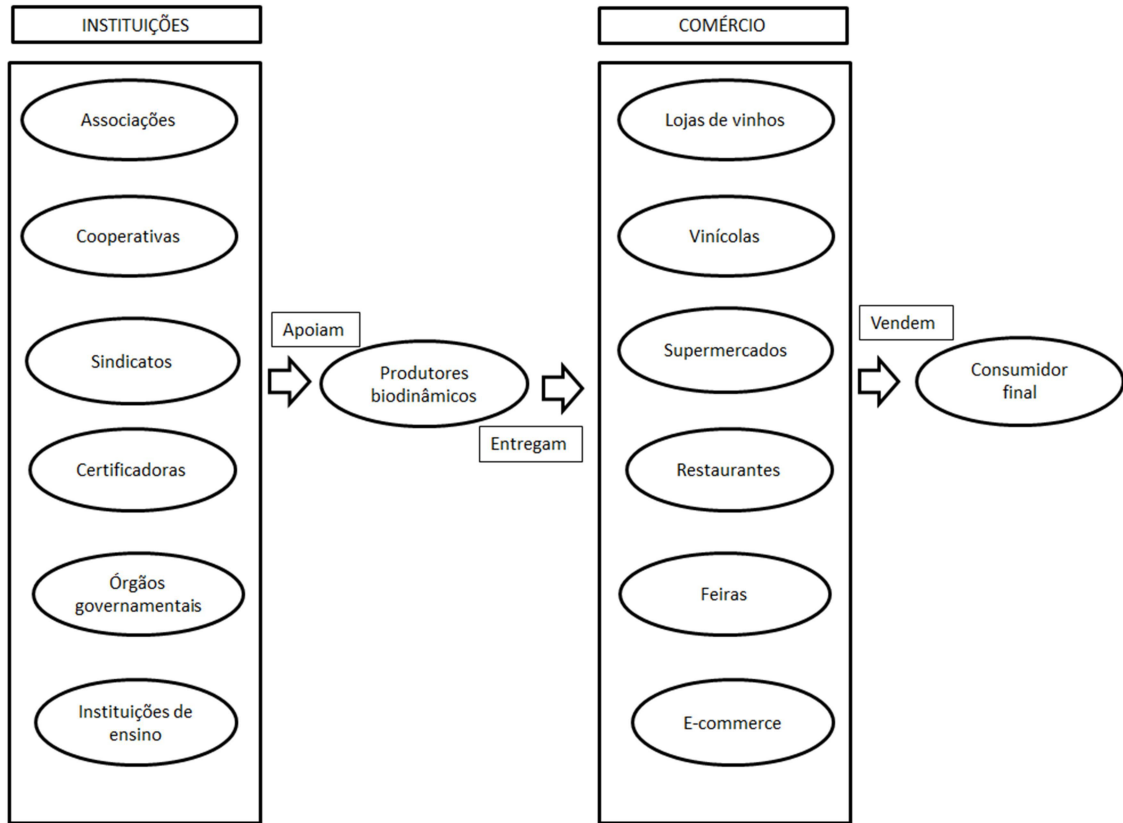 INSTITUIÇÕES
Associações
Cooperativas
Sindicatos
Certificadoras
Órgãos
governamentais
Instituições de
ensino
Apoiam
Produtores
biodinâmicos
Entregam
COMÉRCIO
Lojas de vinhos
Vinícolas
Supermercados
Restaurantes
Feiras
E-commerce
Vendem
Consumidor
final